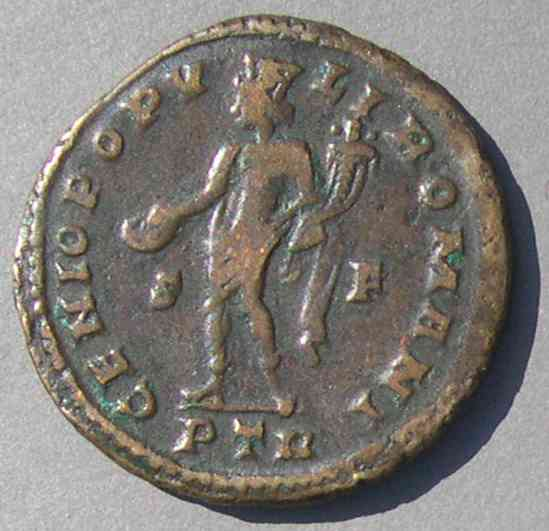 GENIO POPVLI ROMANI
S F
PTR